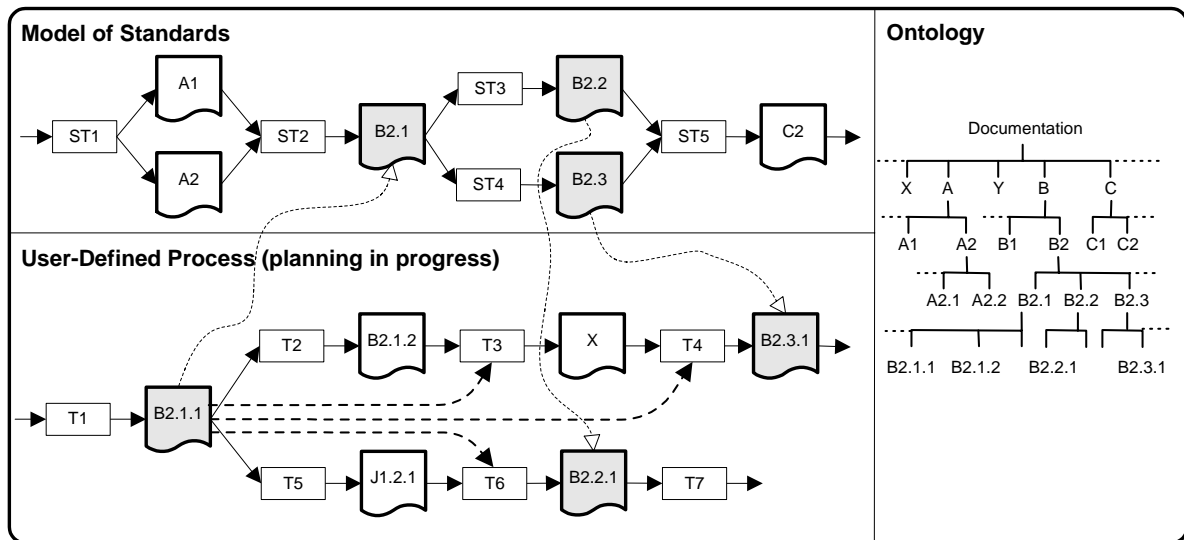 Model of Standards
ST1
A1
A2
ST2
B2.1
ST3
ST4
B2.2
B2.3
ST5
C2
User-Defined Process (planning in progress)
T1
B2.1.1
T2
B2.1.2
T3
X
T4
B2.3.1
T5
J1.2.1
T6
B2.2.1
T7
Ontology
Documentation
X A Y B C
A1 A2 B1 B2 C1 C2
A2.1 A2.2 B2.1 B2.2 B2.3
B2.1.1 B2.1.2 B2.2.1 B2.3.1